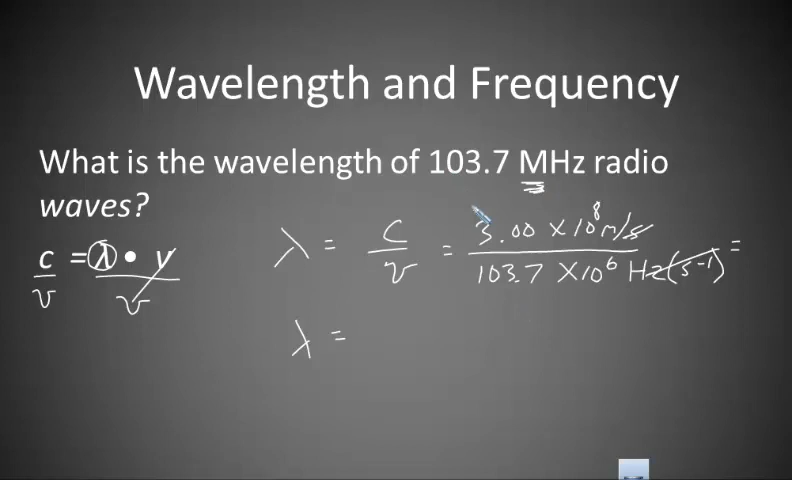 Wavelength and Frequency
What is the wavelength of 103.7 MHz radio
waves?
c/ν = λ • ν/ν
λ = c/ν = 3.00 x 10⁸ m/s / 103.7 x 10⁶ Hz(s⁻¹) =
λ =